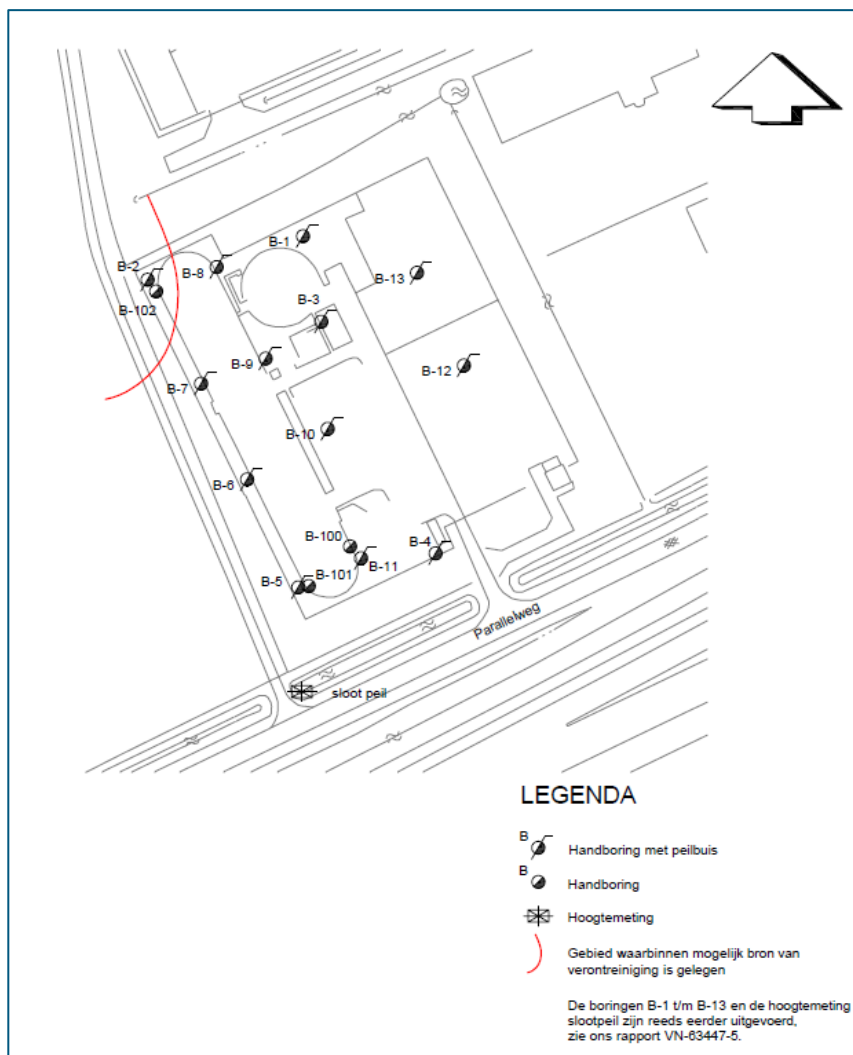 B-1
B-2
B-8
B-13
B-102
B-3
B-9
B-12
B-7
B-10
B-6
B-100
B-4
B-11
B-5
B-101
Parallelweg
sloot peil
LEGENDA
B
Handboring met peilbuis
B
Handboring
Hoogtemeting
Gebied waarbinnen mogelijk bron van
verontreiniging is gelegen
De boringen B-1 t/m B-13 en de hoogtemeting
slootpeil zijn reeds eerder uitgevoerd,
zie ons rapport VN-63447-5.